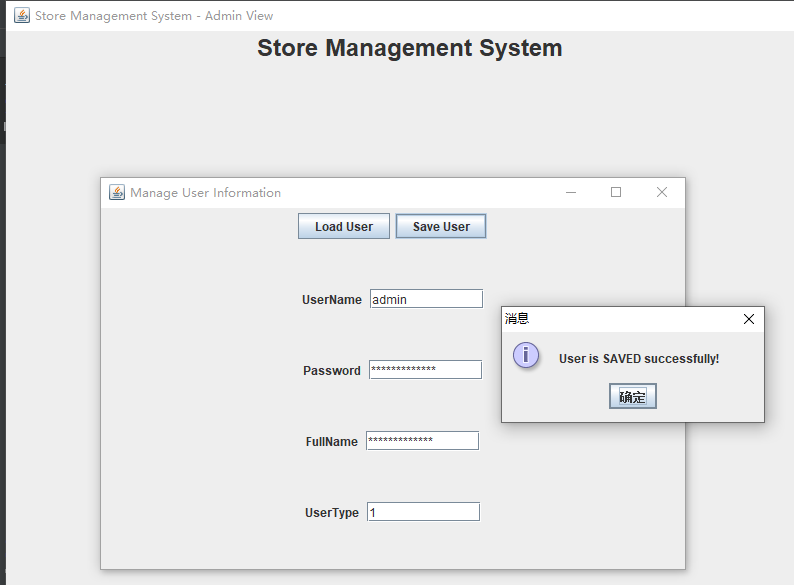 Store Management System - Admin View
Store Management System
Manage User Information
Load User
Save User
UserName
admin
消息
User is SAVED successfully!
确定
Password
*************
FullName
*************
UserType
1